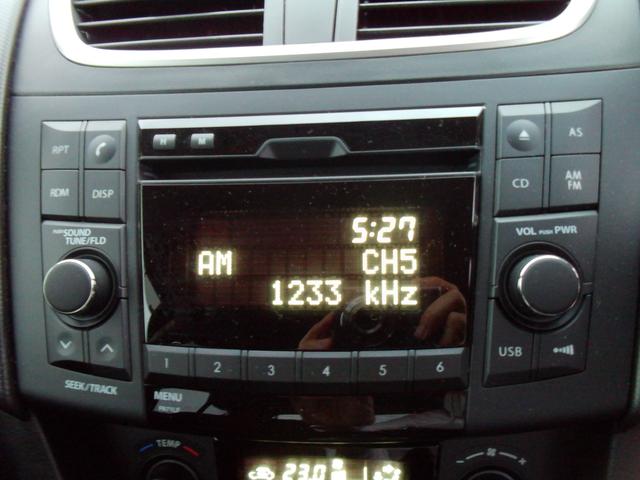 H M
RPT
RDM DISP
PUSH SOUND
TUNE/FLD
5:27
AM CH5
1233 kHz
1 2 3 4 5 6
SEEK/TRACK
MENU
AS
CD AM
FM
VOL PUSH PWR
USB
TEMP
23.0